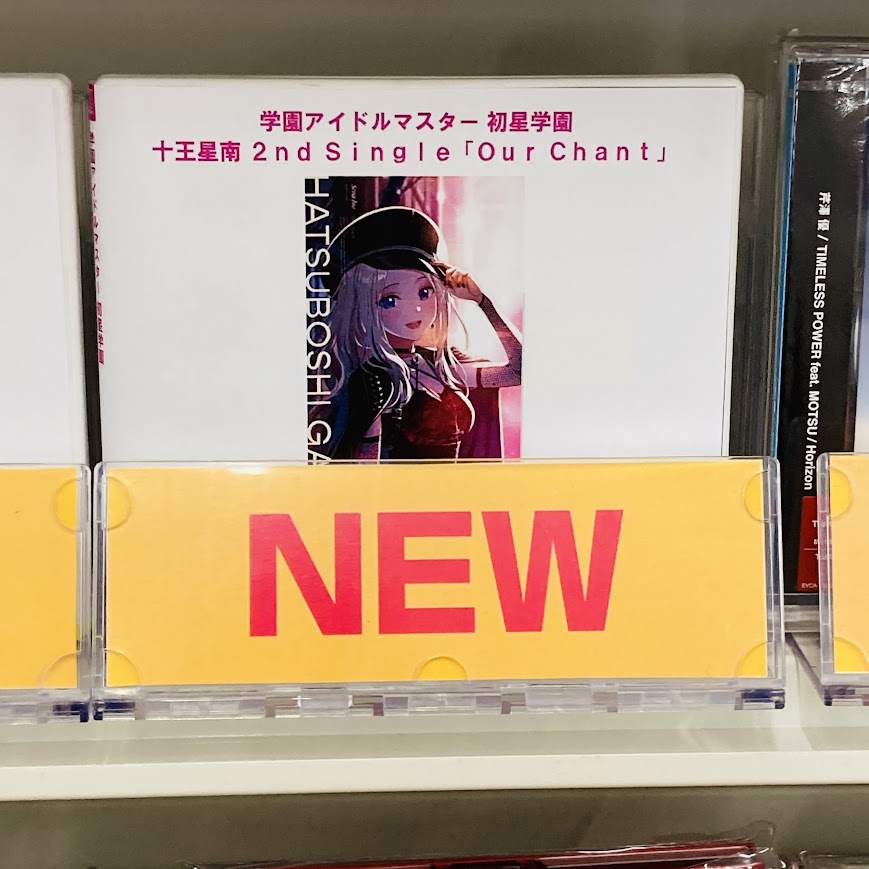 学園アイドルマスター 初星学園
十王星南 2nd Single「Our Chant」
HATSUBOSHI GA
NEW
芹澤 優 / TIMELESS POWER feat. MOTSU / Horizon
EYCA-